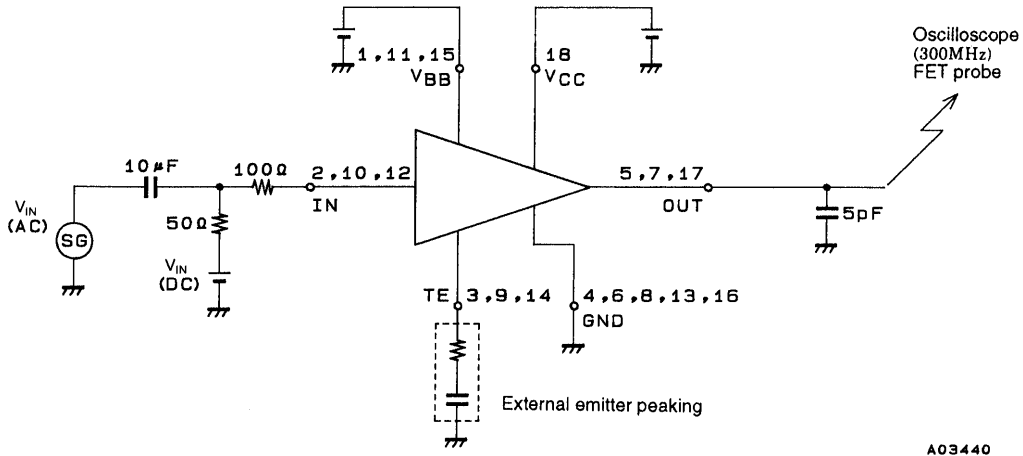 1,11,15
VBB
18
VCC
Oscilloscope
(300MHz)
FET probe
10μF
100Ω
2,10,12
IN
5,7,17
OUT
VIN
(AC)
SG
50Ω
VIN
(DC)
5pF
TE
3,9,14
4,6,8,13,16
GND
External emitter peaking
A03440